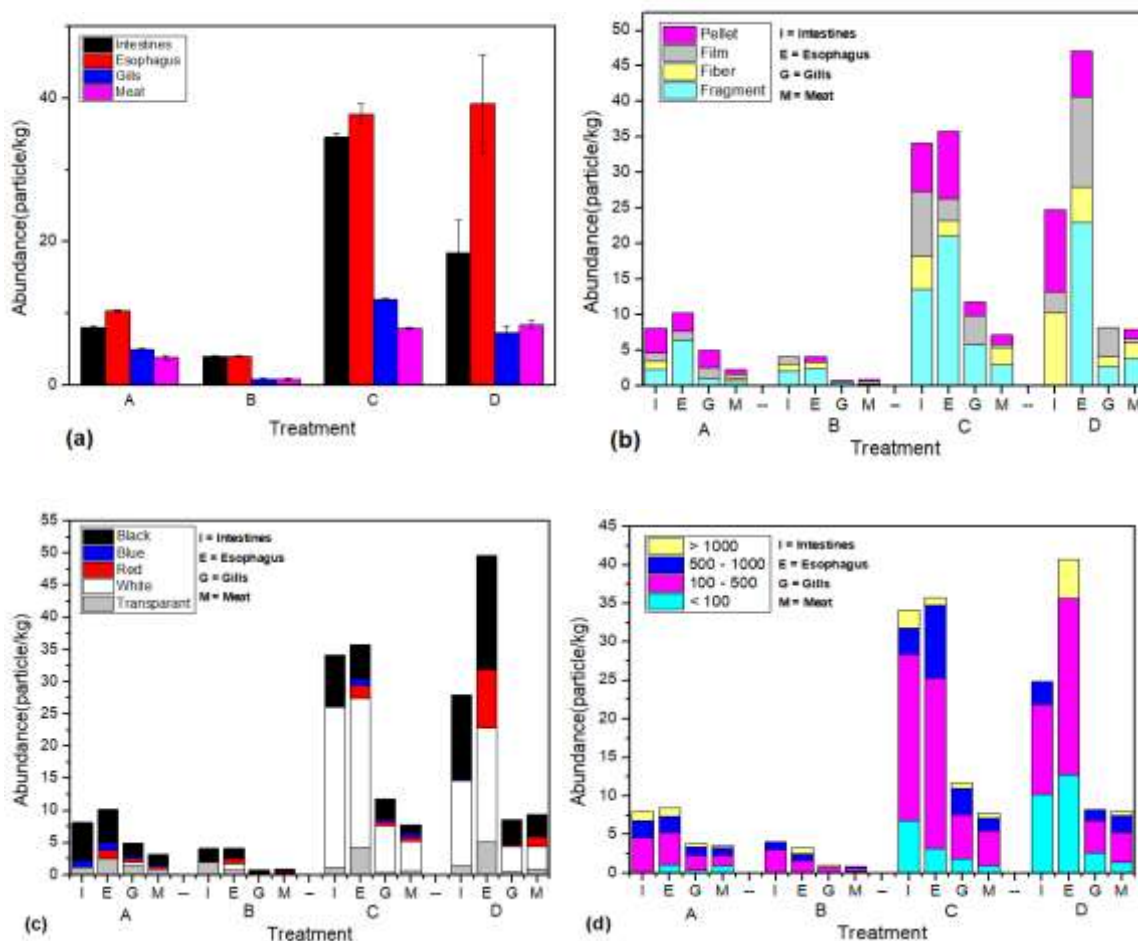 Abundance(particle/kg)
40
20
0
Intestines
Esophagus
Gills
Meat
A B C D
Treatment
(a)
Abundance(particle/kg)
50
45
40
35
30
25
20
15
10
5
0
Pellet
Film
Fiber
Fragment
I = Intestines
E = Esophagus
G = Gills
M = Meat
I E G M -- I E G M -- I E G M -- I E G M
A B C D
Treatment
(b)
Abundance(particle/kg)
55
50
45
40
35
30
25
20
15
10
5
0
Black
Blue
Red
White
Transparant
I = Intestines
E = Esophagus
G = Gills
M = Meat
I E G M -- I E G M -- I E G M -- I E G M
A B C D
Treatment
(c)
Abundance(particle/kg)
45
40
35
30
25
20
15
10
5
0
> 1000
500 - 1000
100 - 500
< 100
I = Intestines
E = Esophagus
G = Gills
M = Meat
I E G M -- I E G M -- I E G M -- I E G M
A B C D
Treatment
(d)